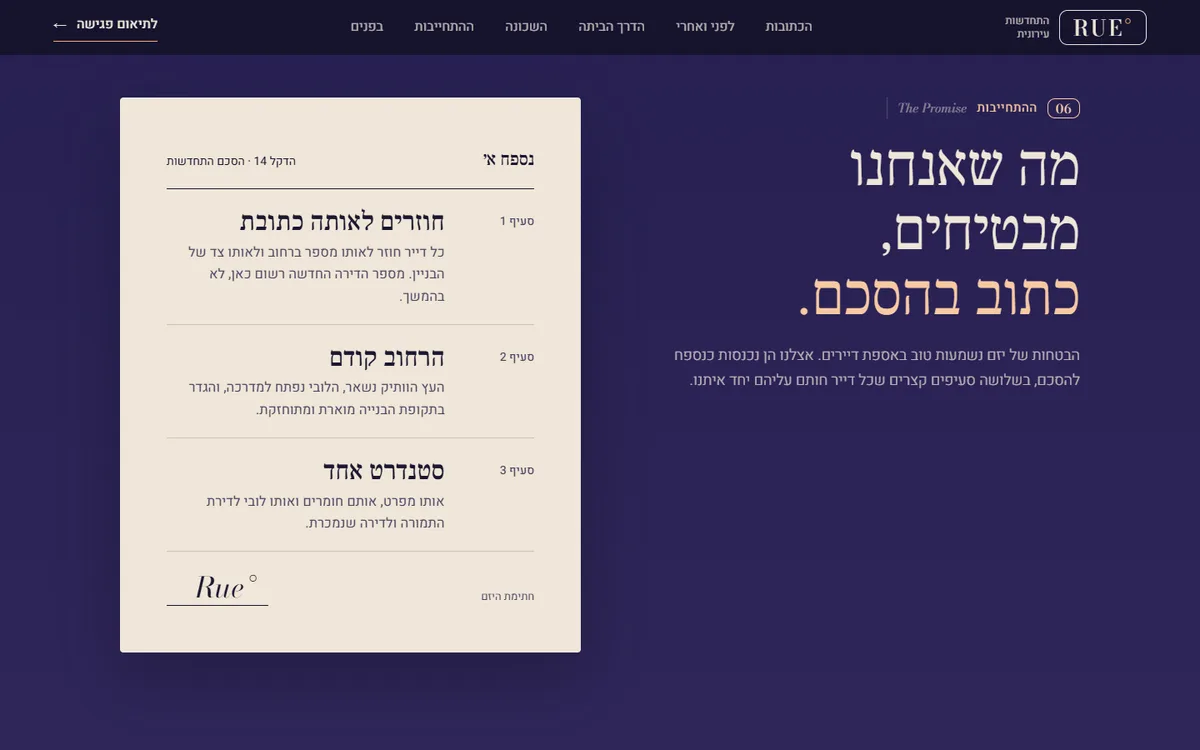 RUE°
התחדשות
עירונית
הכתובות
לפני ואחרי
הדרך הביתה
השכונה
ההתחייבות
בפנים
לתיאום פגישה ←
06 ההתחייבות The Promise
מה שאנחנו
מבטיחים,
כתוב בהסכם.
הבטחות של יזם נשמעות טוב באספת דיירים. אצלנו הן נכנסות כנספח
להסכם, בשלושה סעיפים קצרים שכל דייר חותם עליהם יחד איתנו.
נספח א׳
הדקל 14 · הסכם התחדשות
סעיף 1
חוזרים לאותה כתובת
כל דייר חוזר לאותו מספר ברחוב ולאותו צד של
הבניין. מספר הדירה החדשה רשום כאן, לא
בהמשך.
סעיף 2
הרחוב קודם
העץ הוותיק נשאר, הלובי נפתח למדרכה, והגדר
בתקופת הבנייה מוארת ומתוחזקת.
סעיף 3
סטנדרט אחד
אותו מפרט, אותם חומרים ואותו לובי לדירת
התמורה ולדירה שנמכרת.
חתימת היזם
Rue°